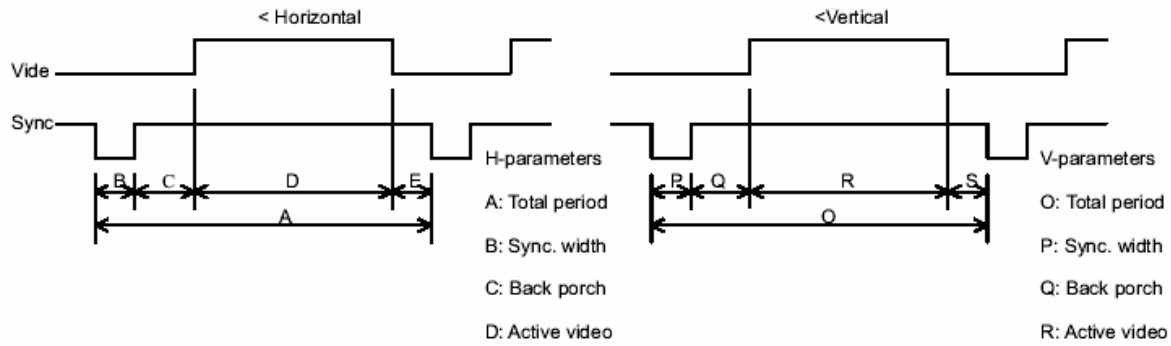 < Horizontal
<Vertical
Vide
Sync
B C D E
A
P Q R S
O
H-parameters
A: Total period
B: Sync. width
C: Back porch
D: Active video
V-parameters
O: Total period
P: Sync. width
Q: Back porch
R: Active video